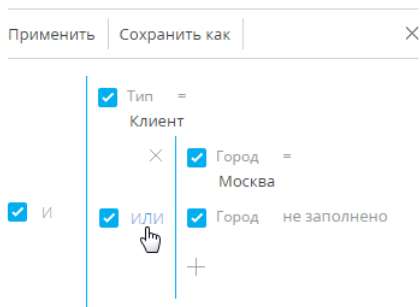 Применить Сохранить как
Тип =
Клиент
Город =
Москва
И ИЛИ Город не заполнено